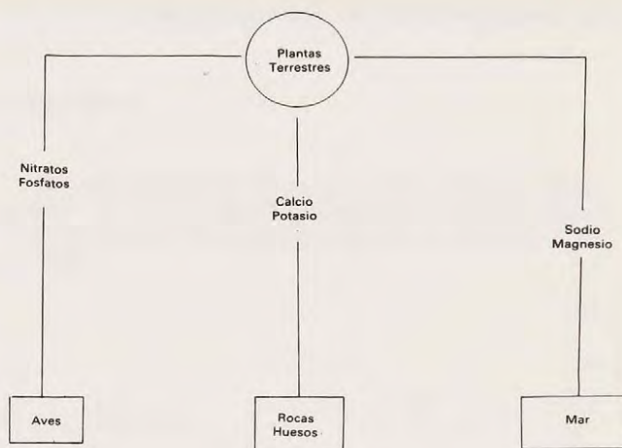 Plantas
Terrestres
Nitratos
Fosfatos
Calcio
Potasio
Sodio
Magnesio
Aves
Rocas
Huesos
Mar